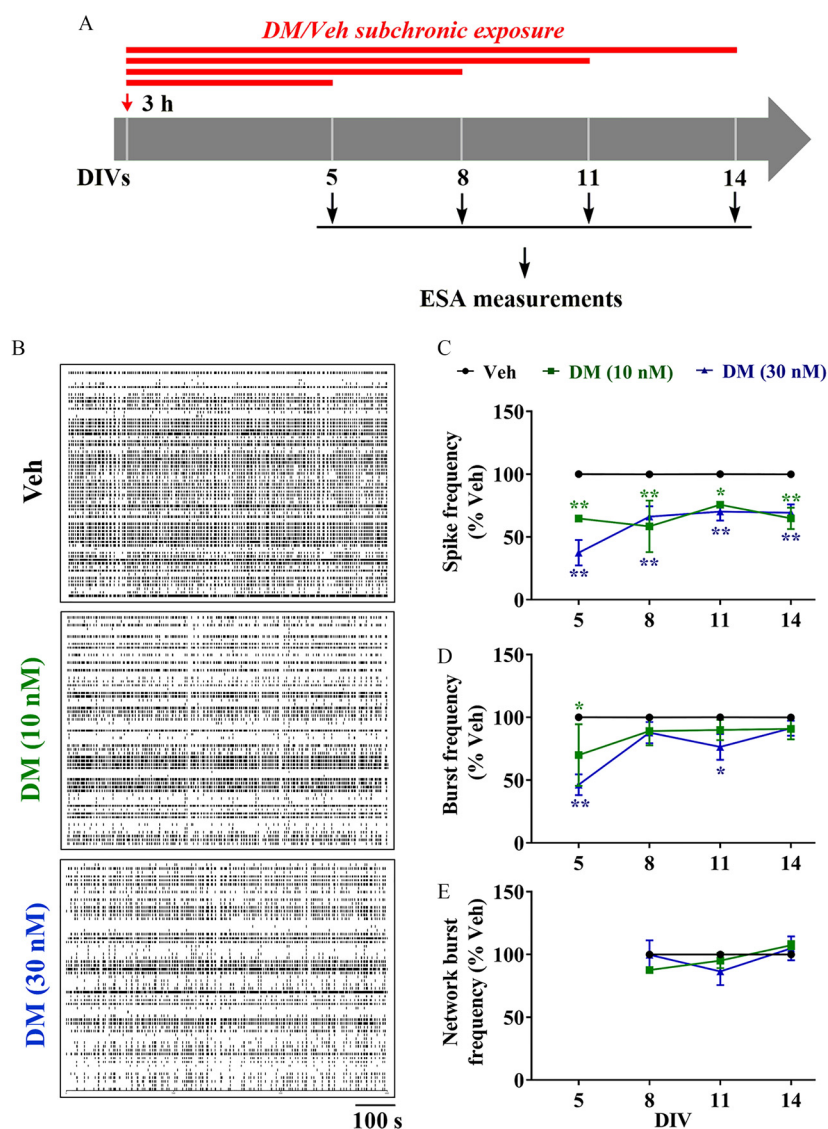 A
DM/Veh subchronic exposure
3 h
DIVs
5
8
11
14
ESA measurements
B
Veh
DM (10 nM)
DM (30 nM)
100 s
C
Veh
DM (10 nM)
DM (30 nM)
Spike frequency
(% Veh)
150
100
50
0
** ** * **
** ** ** **
5 8 11 14
D
Burst frequency
(% Veh)
150
100
50
0
*
** *
5 8 11 14
E
Network burst
frequency (% Veh)
150
100
50
0
5 8 11 14
DIV